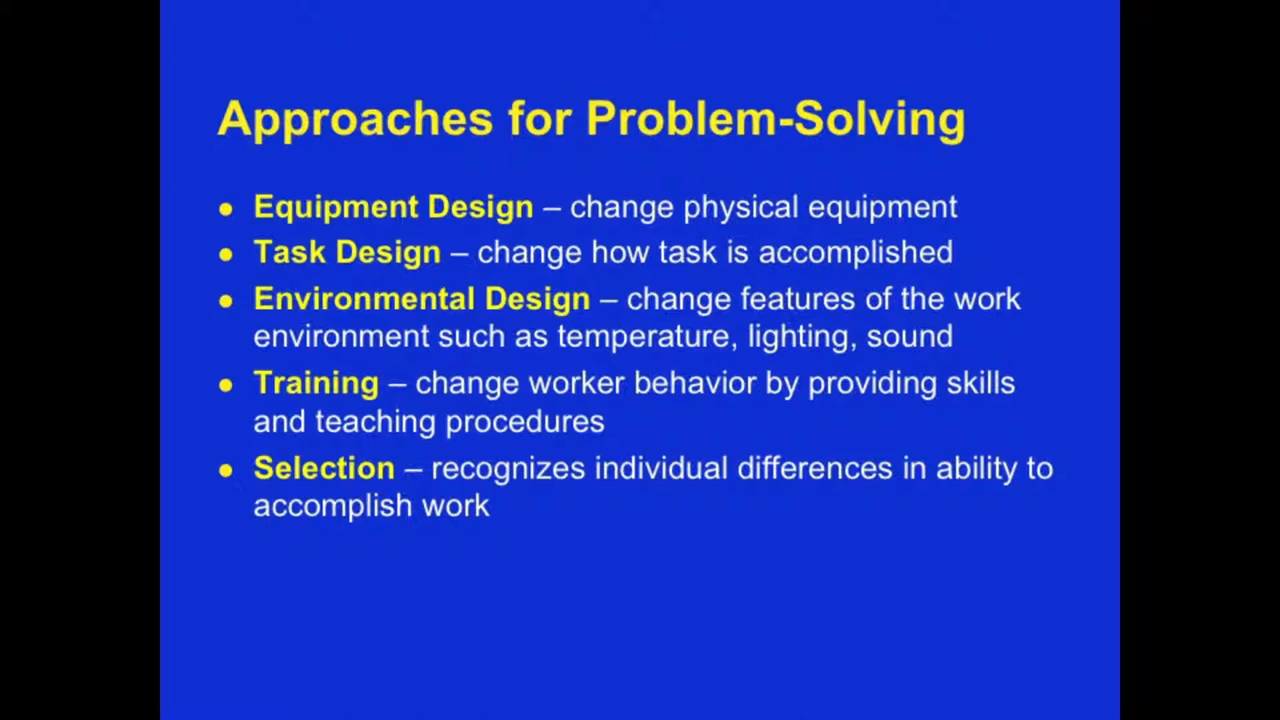 Approaches for Problem-Solving
● Equipment Design – change physical equipment
● Task Design – change how task is accomplished
● Environmental Design – change features of the work
environment such as temperature, lighting, sound
● Training – change worker behavior by providing skills
and teaching procedures
● Selection – recognizes individual differences in ability to
accomplish work